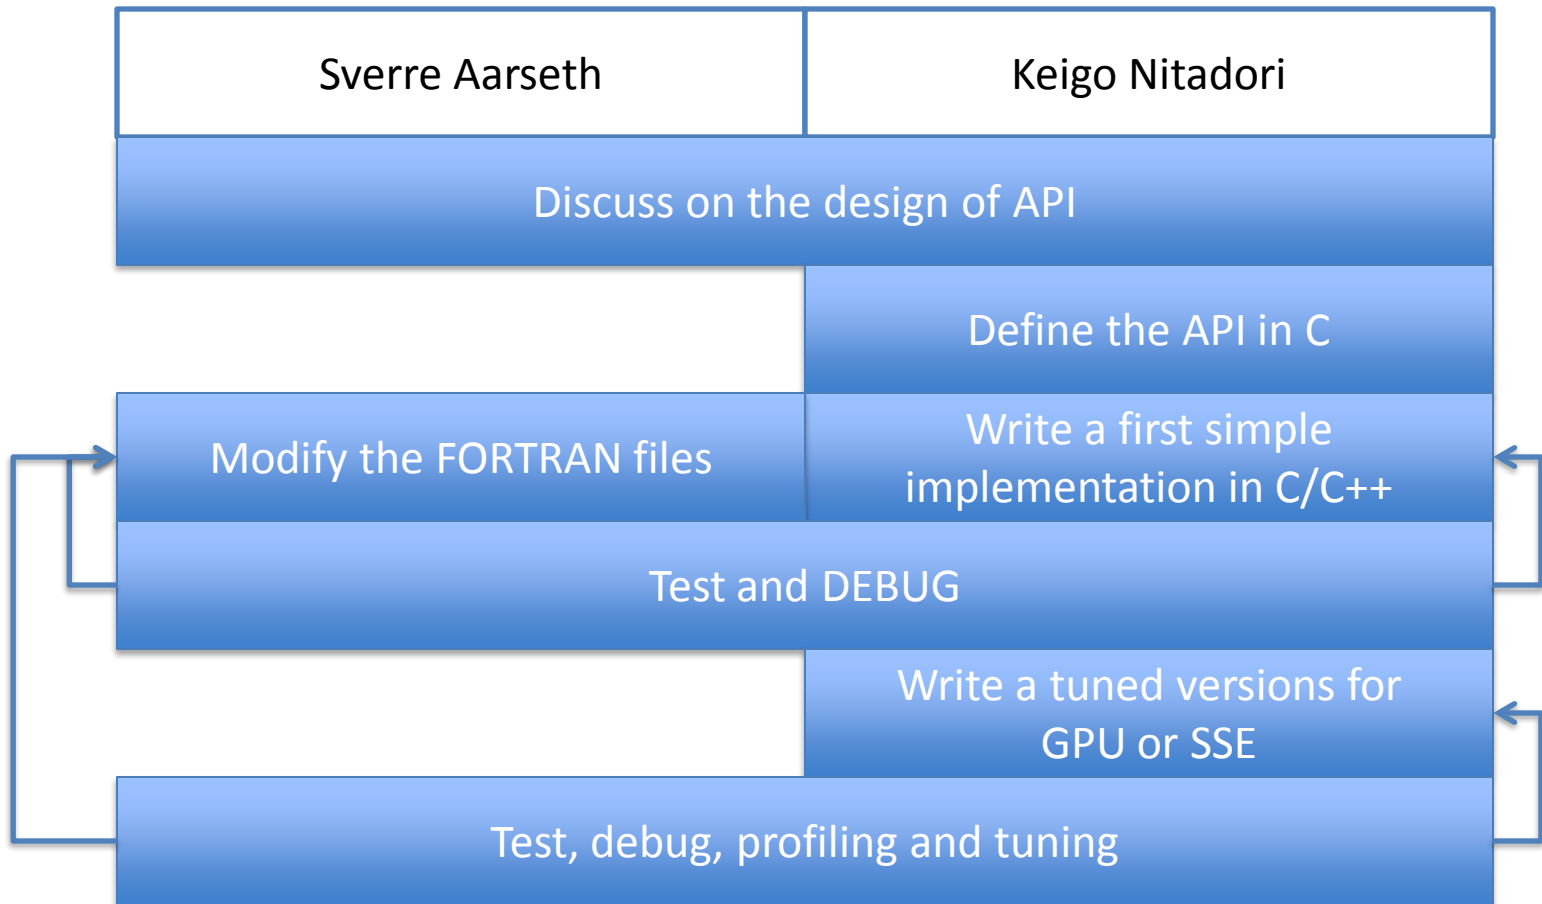 Sverre Aarseth
Keigo Nitadori
Discuss on the design of API
Define the API in C
Modify the FORTRAN files
Write a first simple
implementation in C/C++
Test and DEBUG
Write a tuned versions for
GPU or SSE
Test, debug, profiling and tuning